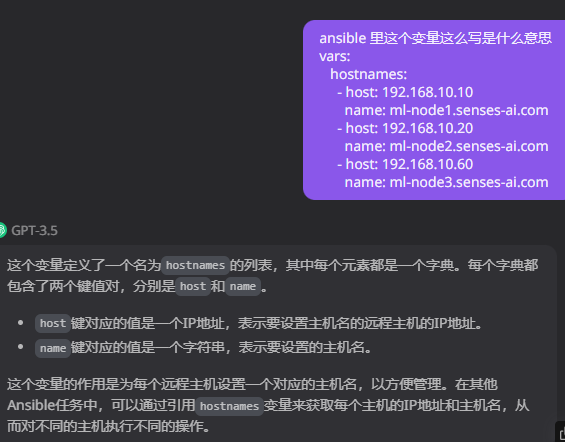 ansible 里这个变量这么写是什么意思
vars:
hostnames:
- host: 192.168.10.10
name: ml-node1.senses-ai.com
- host: 192.168.10.20
name: ml-node2.senses-ai.com
- host: 192.168.10.60
name: ml-node3.senses-ai.com
GPT-3.5
这个变量定义了一个名为hostnames的列表，其中每个元素都是一个字典。每个字典都
包含了两个键值对，分别是host和name。
• host键对应的值是一个IP地址，表示要设置主机名的远程主机的IP地址。
• name键对应的值是一个字符串，表示要设置的主机名。
这个变量的作用是为每个远程主机设置一个对应的主机名，以方便管理。在其他
Ansible任务中，可以通过引用hostnames变量来获取每个主机的IP地址和主机名，从
而对不同的主机执行不同的操作。